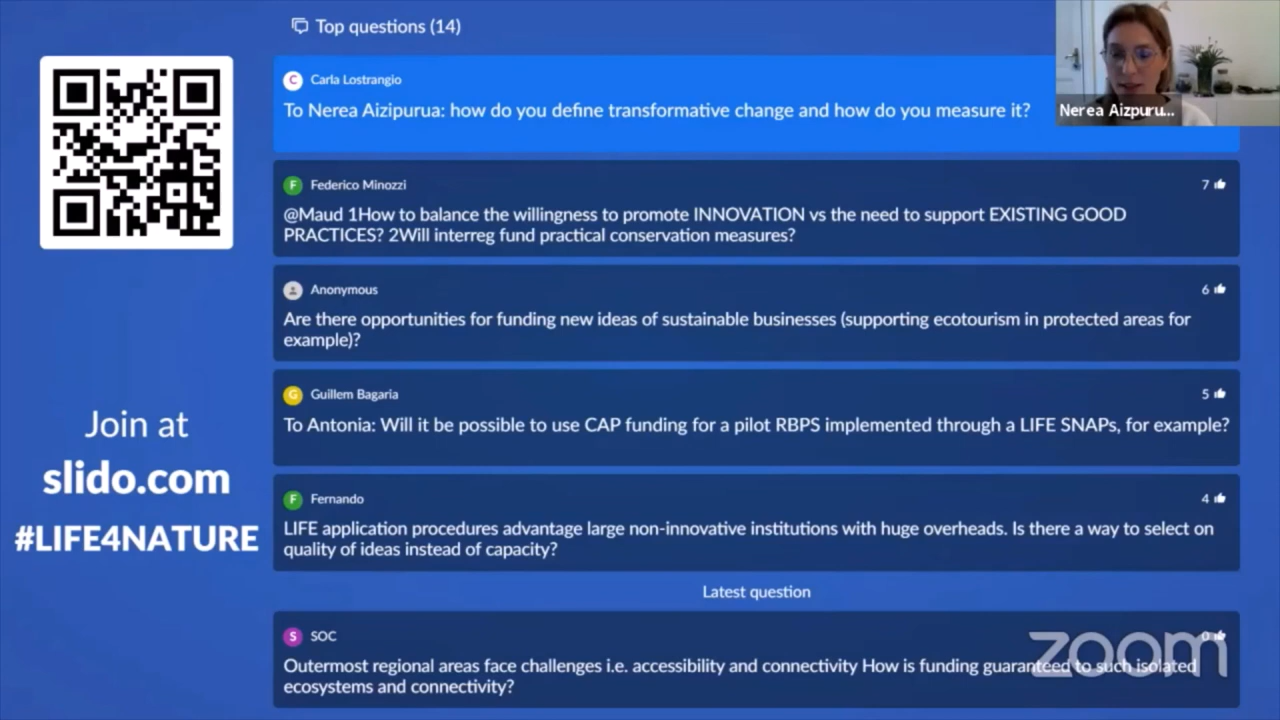 Top questions (14)
C Carla Lostrangio
To Nerea Aizipurua: how do you define transformative change and how do you measure it?
Nerea Aizpuru...
F Federico Minozzi 7
@Maud 1How to balance the willingness to promote INNOVATION vs the need to support EXISTING GOOD
PRACTICES? 2Will interreg fund practical conservation measures?
Anonymous 6
Are there opportunities for funding new ideas of sustainable businesses (supporting ecotourism in protected areas for
example)?
G Guillem Bagaria 5
To Antonia: Will it be possible to use CAP funding for a pilot RBPS implemented through a LIFE SNAPs, for example?
F Fernando 4
LIFE application procedures advantage large non-innovative institutions with huge overheads. Is there a way to select on
quality of ideas instead of capacity?
Latest question
S SOC 0
Outermost regional areas face challenges i.e. accessibility and connectivity How is funding guaranteed to such isolated
ecosystems and connectivity?
Join at
slido.com
#LIFE4NATURE
zoom